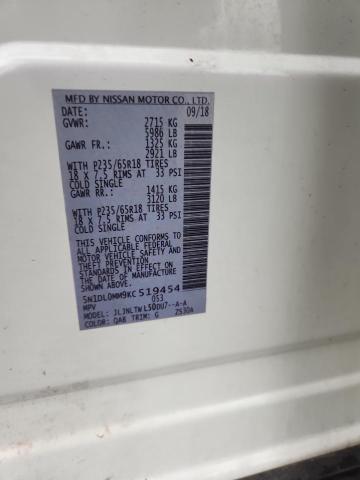 MFD BY NISSAN MOTOR CO., LTD.
09/18
GVWR: 2715 KG
5986 LB
GAWR FR.: 1325 KG
2921 LB
WITH P235/65R18 TIRES
18 X 7.5 RIMS AT 33 PSI
COLD SINGLE
GAWR RR.: 1415 KG
3120 LB
WITH P235/65R18 TIRES
18 X 7.5 RIMS AT 33 PSI
COLD SINGLE
THIS VEHICLE CONFORMS TO
ALL APPLICABLE FEDERAL
MOTOR VEHICLE SAFETY AND
THEFT PREVENTION
STANDARDS IN EFFECT ON
THE DATE OF MANUFACTURE
SHOWN ABOVE.
5N1DL0MM9KC519454
MPV 053
MODEL: JLJNLTWL50DU7--A-A
COLOR: QAB TRIM: G ZS3DA